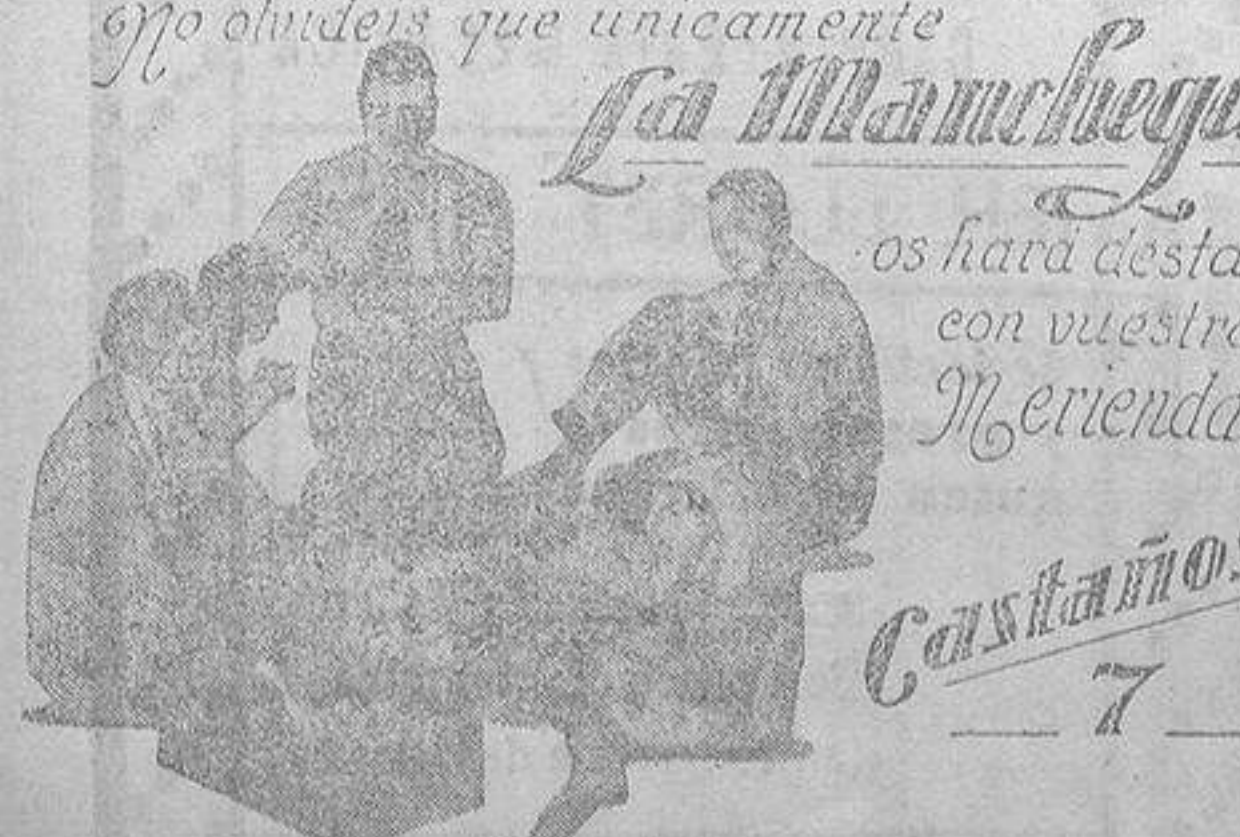 No olvideis que unicamente
La Manchega
os hará desta
con vuestra
Merienda
Castaños
7